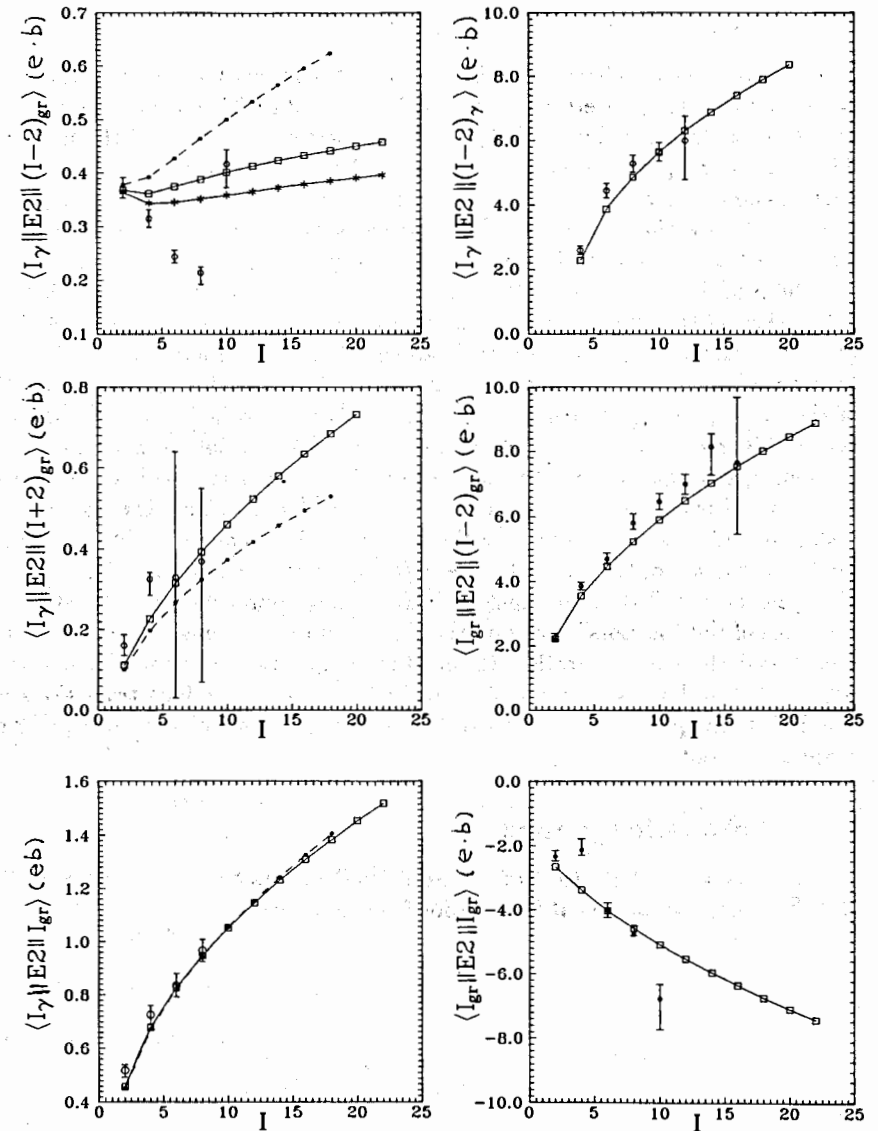 ⟨Iγ||E2||(I−2)gr⟩ (e·b)
0.7
0.6
0.5
0.4
0.3
0.2
0.1
0 5 10 15 20 25
I
⟨Iγ||E2||(I−2)γ⟩ (e·b)
10.0
8.0
6.0
4.0
2.0
0.0
0 5 10 15 20 25
I
⟨Iγ||E2||(I+2)gr⟩ (e·b)
0.8
0.6
0.4
0.2
0.0
0 5 10 15 20 25
I
⟨Igr||E2||(I−2)gr⟩ (e·b)
10.0
8.0
6.0
4.0
2.0
0.0
0 5 10 15 20 25
I
⟨Iγ||E2||Igr⟩ (eb)
1.6
1.4
1.2
1.0
0.8
0.6
0.4
0 5 10 15 20 25
I
⟨Igr||E2||Igr⟩ (e·b)
0.0
−2.0
−4.0
−6.0
−8.0
−10.0
0 5 10 15 20 25
I